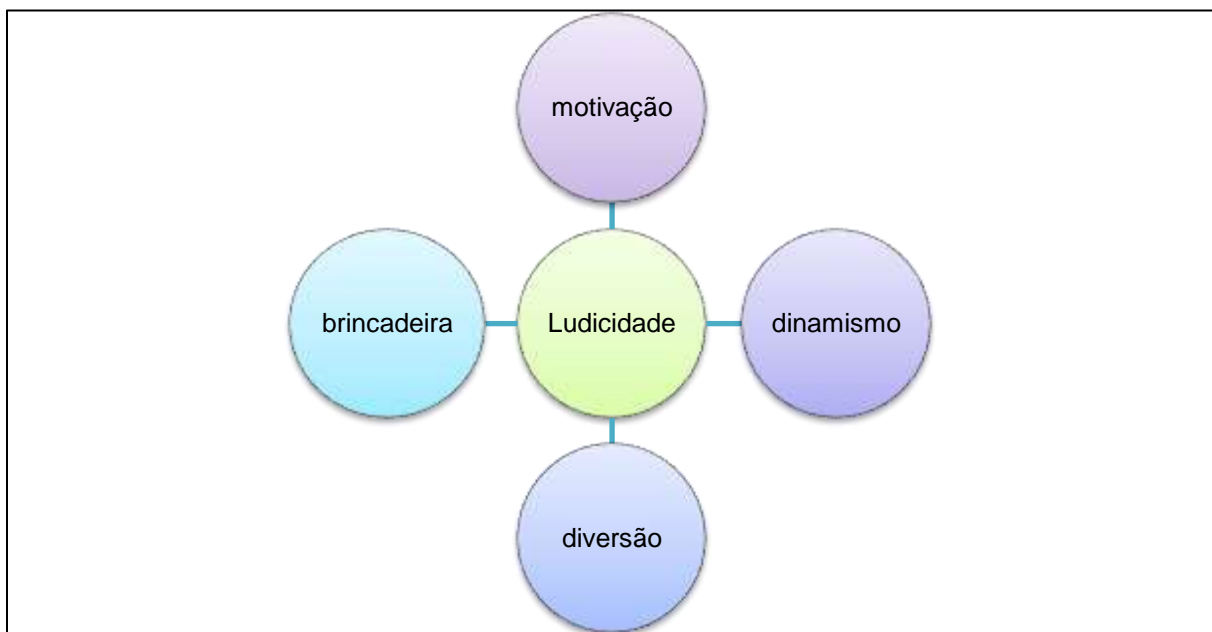 motivação
brincadeira
Ludicidade
dinamismo
diversão